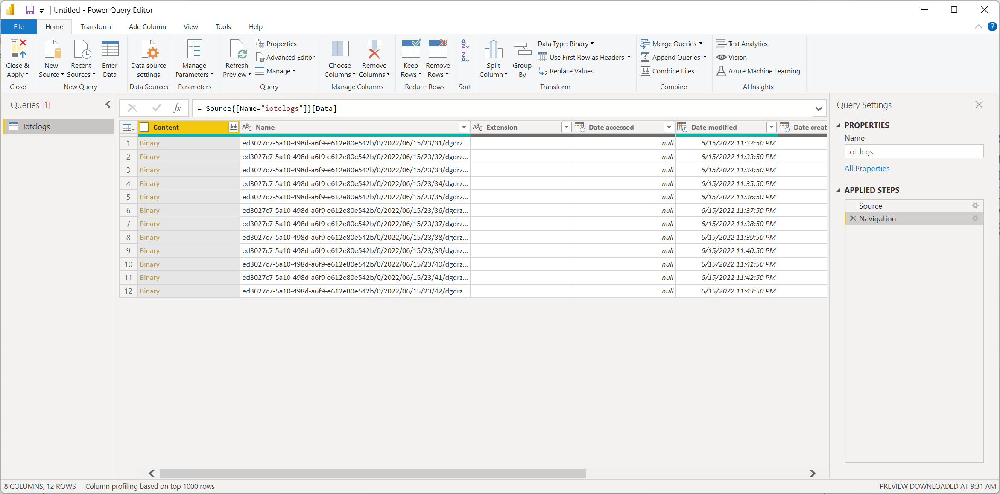 Untitled - Power Query Editor
File Home Transform Add Column View Tools Help
Close & Apply
Close
New Source
Recent Sources
Enter Data
New Query
Data source settings
Data Sources
Manage Parameters
Parameters
Refresh Preview
Properties
Advanced Editor
Manage
Query
Choose Columns
Remove Columns
Manage Columns
Keep Rows
Remove Rows
Reduce Rows
Sort
Split Column
Group By
Data Type: Binary
Use First Row as Headers
Replace Values
Transform
Merge Queries
Append Queries
Combine Files
Combine
Text Analytics
Vision
Azure Machine Learning
AI Insights
Queries [1]
iotclogs
fx = Source{[Name="iotclogs"]}[Data]
Content ABC Name ABC Extension Date accessed Date modified Date creat
1 Binary ed3027c7-5a10-498d-a6f9-e612e80e542b/0/2022/06/15/23/31/dgdrz... null 6/15/2022 11:32:50 PM
2 Binary ed3027c7-5a10-498d-a6f9-e612e80e542b/0/2022/06/15/23/32/dgdrz... null 6/15/2022 11:33:50 PM
3 Binary ed3027c7-5a10-498d-a6f9-e612e80e542b/0/2022/06/15/23/33/dgdrz... null 6/15/2022 11:34:50 PM
4 Binary ed3027c7-5a10-498d-a6f9-e612e80e542b/0/2022/06/15/23/34/dgdrz... null 6/15/2022 11:35:50 PM
5 Binary ed3027c7-5a10-498d-a6f9-e612e80e542b/0/2022/06/15/23/35/dgdrz... null 6/15/2022 11:36:50 PM
6 Binary ed3027c7-5a10-498d-a6f9-e612e80e542b/0/2022/06/15/23/36/dgdrz... null 6/15/2022 11:37:50 PM
7 Binary ed3027c7-5a10-498d-a6f9-e612e80e542b/0/2022/06/15/23/37/dgdrz... null 6/15/2022 11:38:50 PM
8 Binary ed3027c7-5a10-498d-a6f9-e612e80e542b/0/2022/06/15/23/38/dgdrz... null 6/15/2022 11:39:50 PM
9 Binary ed3027c7-5a10-498d-a6f9-e612e80e542b/0/2022/06/15/23/39/dgdrz... null 6/15/2022 11:40:50 PM
10 Binary ed3027c7-5a10-498d-a6f9-e612e80e542b/0/2022/06/15/23/40/dgdrz... null 6/15/2022 11:41:50 PM
11 Binary ed3027c7-5a10-498d-a6f9-e612e80e542b/0/2022/06/15/23/41/dgdrz... null 6/15/2022 11:42:50 PM
12 Binary ed3027c7-5a10-498d-a6f9-e612e80e542b/0/2022/06/15/23/42/dgdrz... null 6/15/2022 11:43:50 PM
Query Settings
PROPERTIES
Name
iotclogs
All Properties
APPLIED STEPS
Source
Navigation
8 COLUMNS, 12 ROWS Column profiling based on top 1000 rows
PREVIEW DOWNLOADED AT 9:31 AM